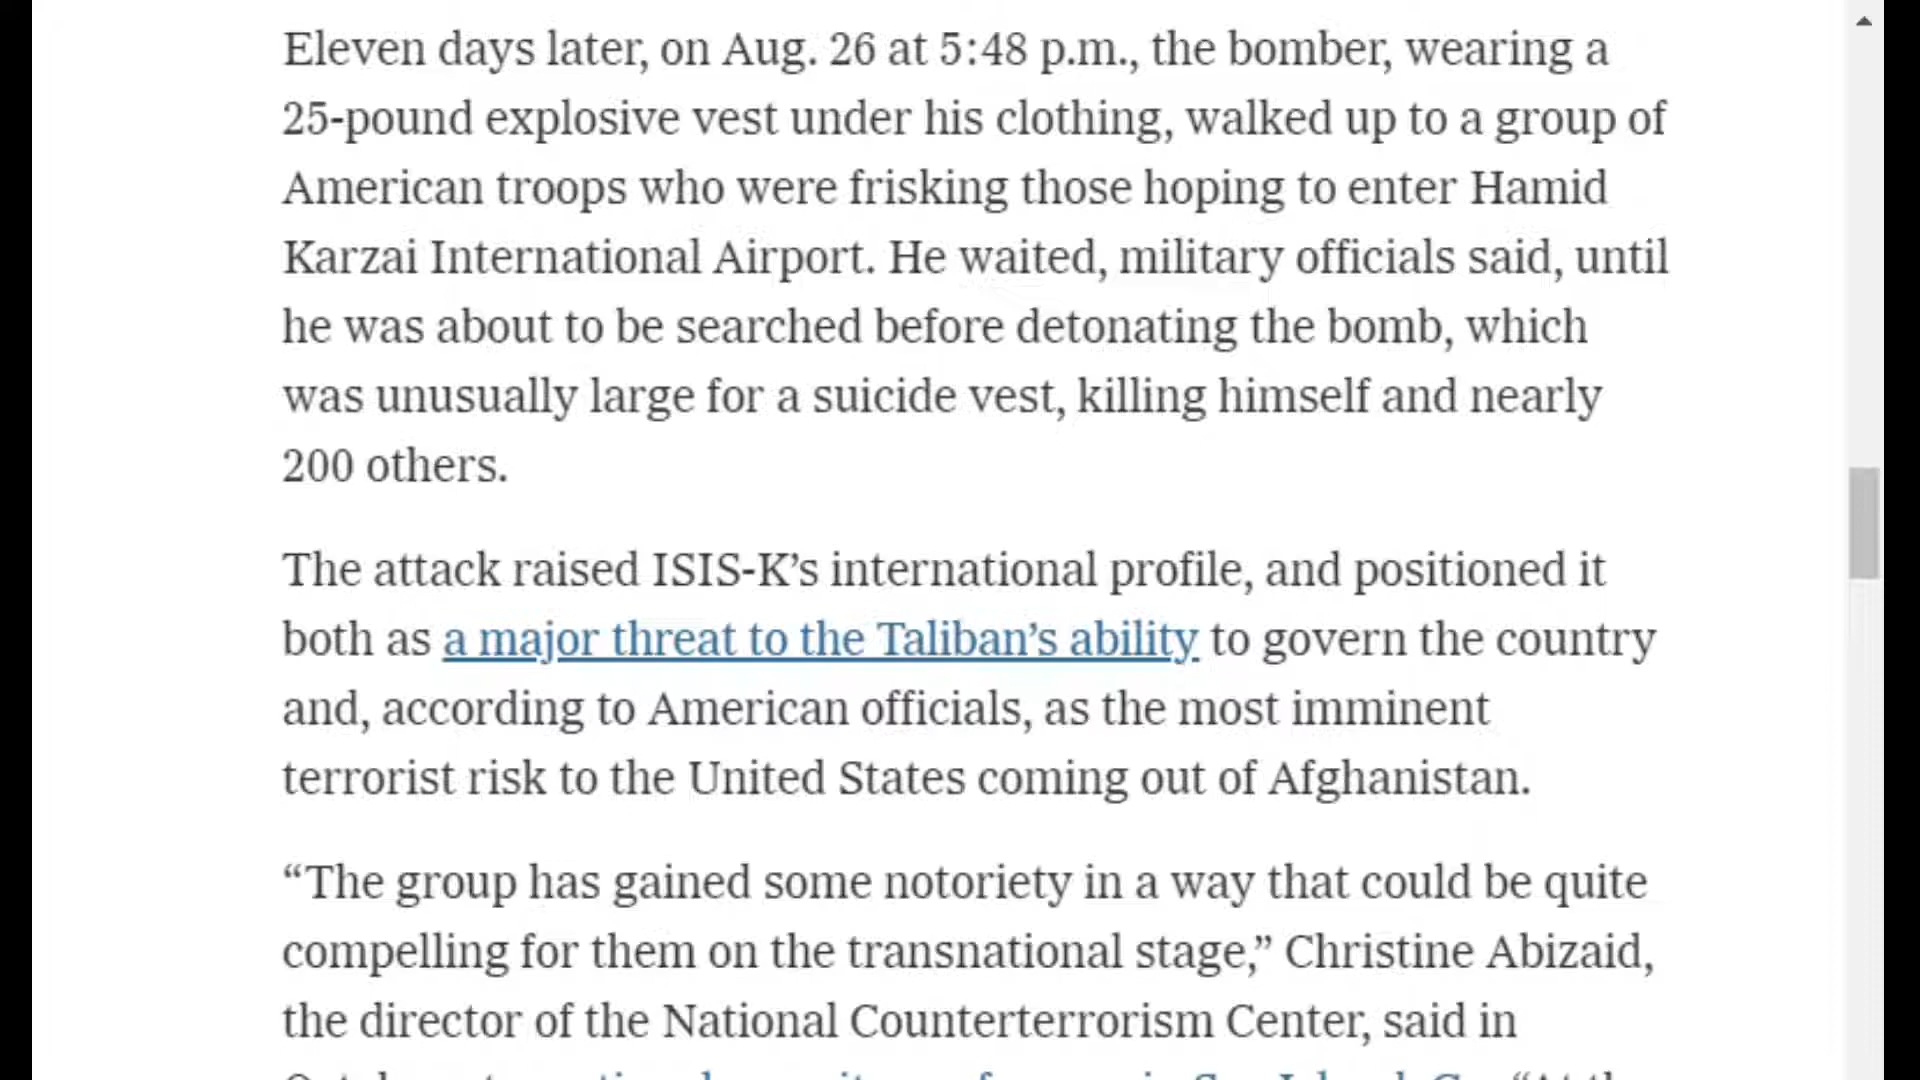 Eleven days later, on Aug. 26 at 5:48 p.m., the bomber, wearing a
25-pound explosive vest under his clothing, walked up to a group of
American troops who were frisking those hoping to enter Hamid
Karzai International Airport. He waited, military officials said, until
he was about to be searched before detonating the bomb, which
was unusually large for a suicide vest, killing himself and nearly
200 others.
The attack raised ISIS-K’s international profile, and positioned it
both as a major threat to the Taliban’s ability to govern the country
and, according to American officials, as the most imminent
terrorist risk to the United States coming out of Afghanistan.
“The group has gained some notoriety in a way that could be quite
compelling for them on the transnational stage,” Christine Abizaid,
the director of the National Counterterrorism Center, said in